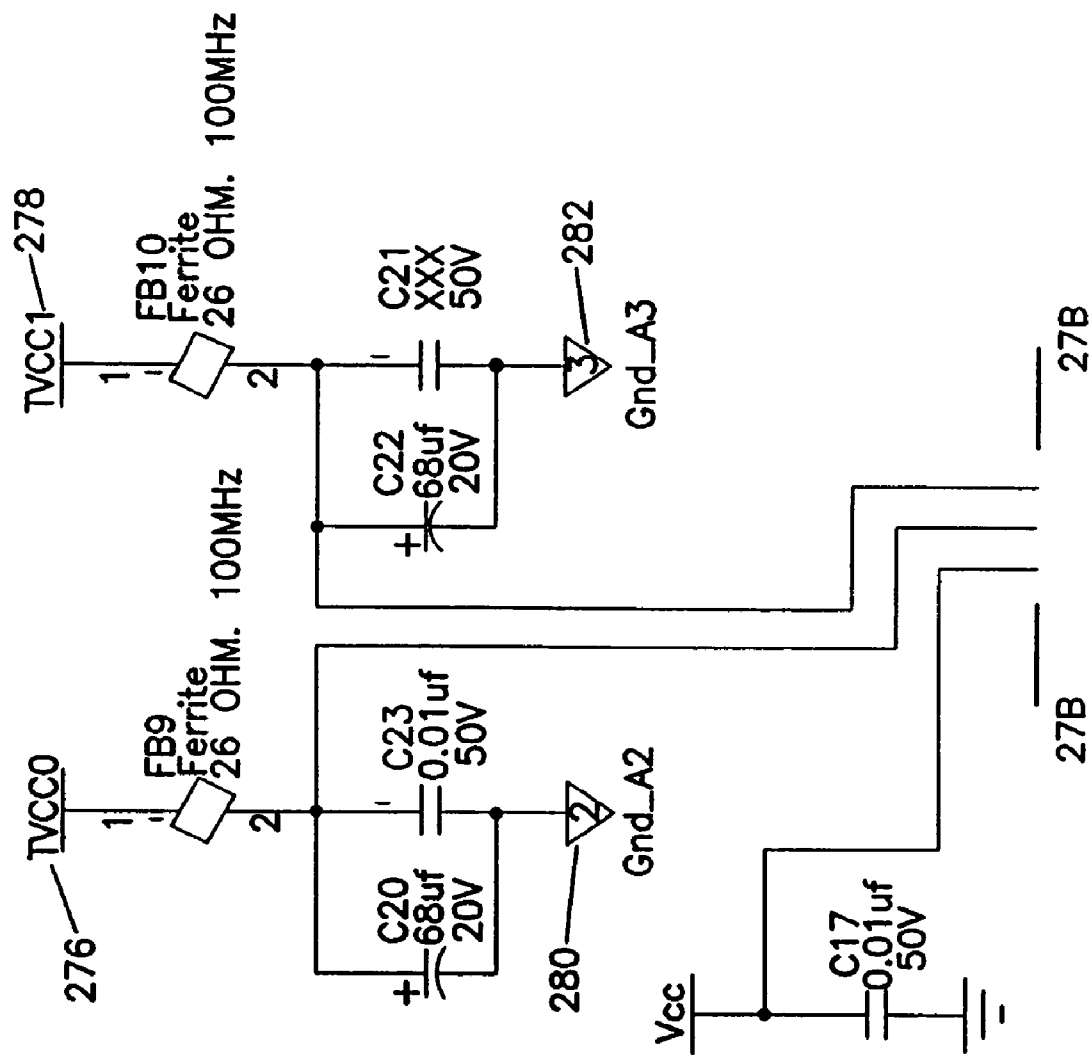 TVCC0
276
1
FB9
Ferrite
26 OHM. 100MHz
2
C20
68uf
20V
+
C23
0.01uf
50V
280
2
Gnd_A2
TVCC1
278
1
FB10
Ferrite
26 OHM. 100MHz
2
C22
68uf
20V
+
C21
XXX
50V
3
282
Gnd_A3
Vcc
C17
0.01uf
50V
27B
27B